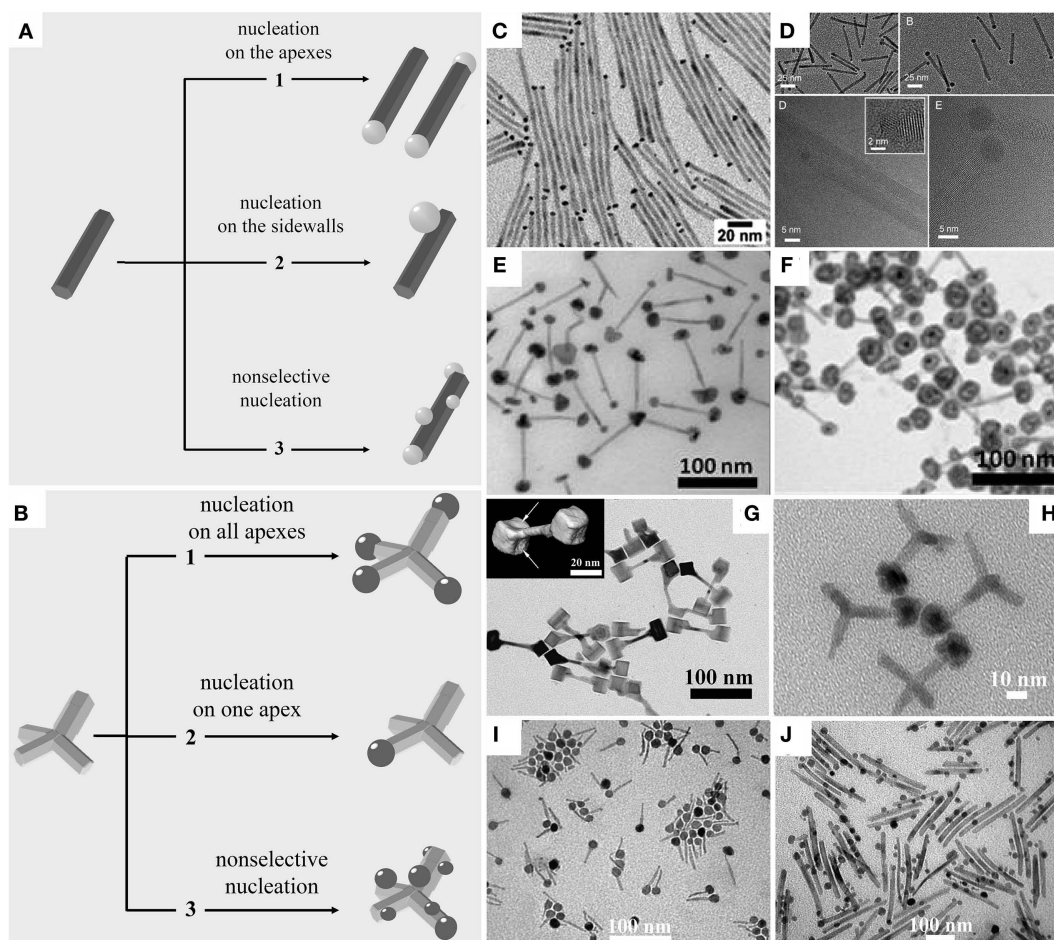 A
nucleation
on the apexes
1
nucleation
on the sidewalls
2
nonselective
nucleation
3
B
nucleation
on all apexes
1
nucleation
on one apex
2
nonselective
nucleation
3
C
20 nm
D
25 nm
B
25 nm
D
2 nm
5 nm
E
5 nm
E
100 nm
F
100 nm
G
20 nm
100 nm
H
10 nm
I
100 nm
J
100 nm